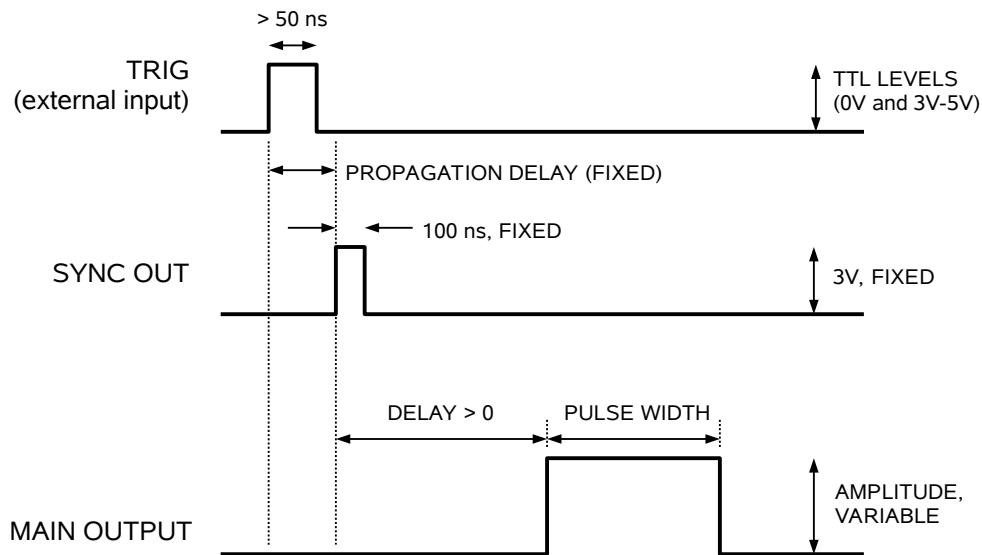 > 50 ns
TRIG
(external input)
TTL LEVELS
(0V and 3V-5V)
PROPAGATION DELAY (FIXED)
100 ns, FIXED
SYNC OUT
3V, FIXED
DELAY > 0
PULSE WIDTH
AMPLITUDE,
VARIABLE
MAIN OUTPUT